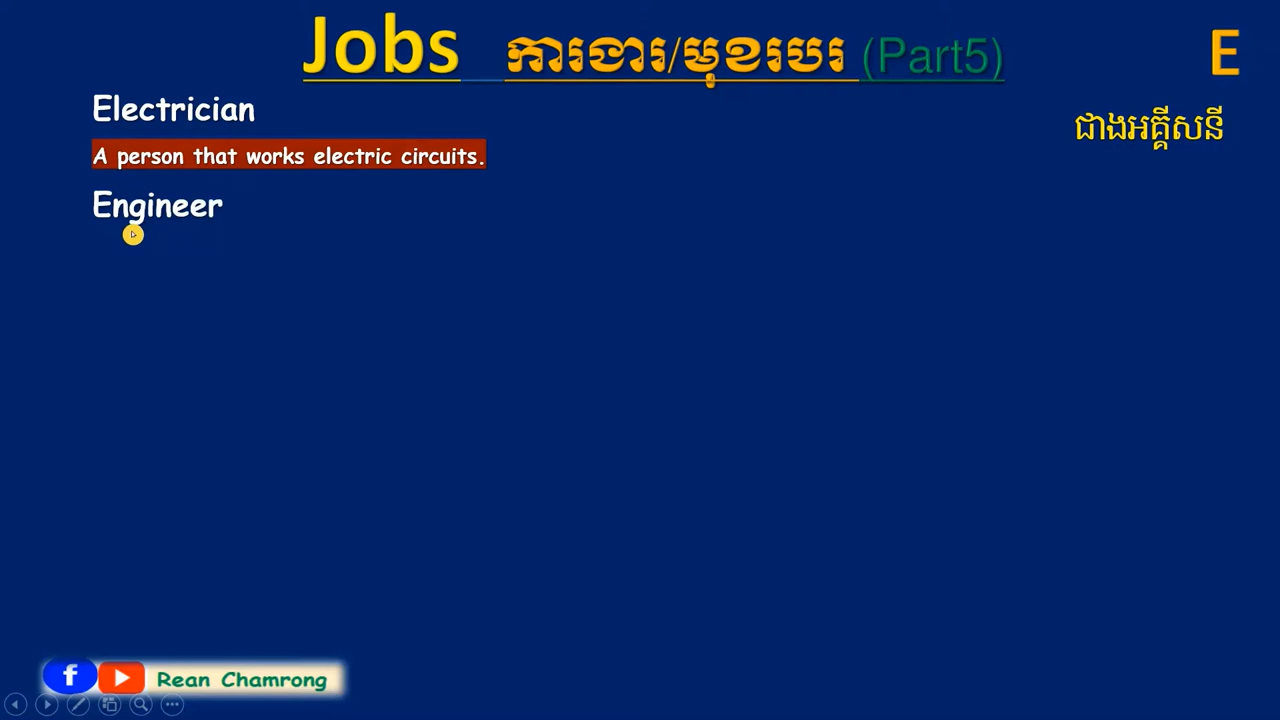 Jobs ការងារ/មុខរបរ (Part5) E
Electrician
ជាងអគ្គីសនី
A person that works electric circuits.
Engineer
f Rean Chamrong